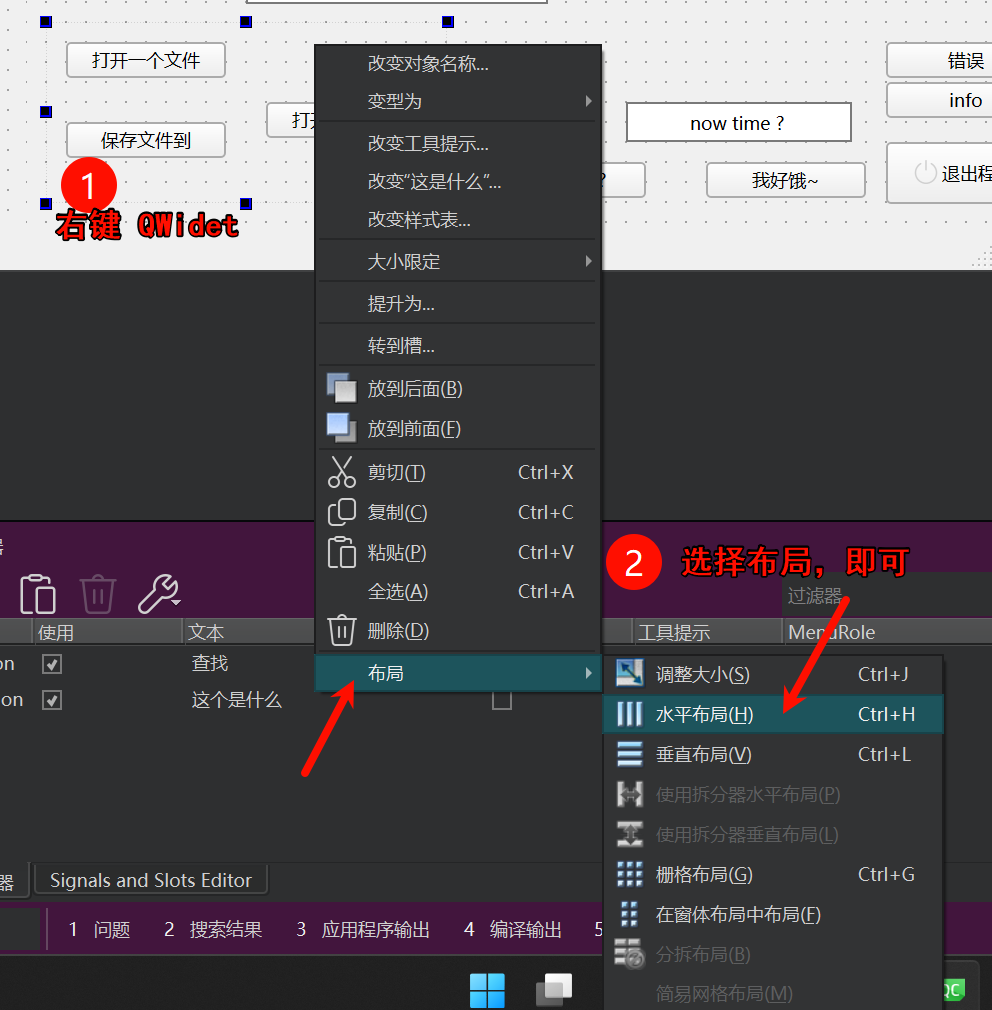 打开一个文件
错误
info
打开
now time ?
保存文件到
?
我好饿~
退出程
1
右键 QWidet
改变对象名称...
变型为
改变工具提示...
改变“这是什么”...
改变样式表...
大小限定
提升为...
转到槽...
放到后面(B)
放到前面(F)
剪切(T) Ctrl+X
复制(C) Ctrl+C
粘贴(P) Ctrl+V
全选(A) Ctrl+A
删除(D)
布局
器
2 选择布局，即可
过滤器
使用 文本 工具提示 MenuRole
on 查找
on 这个是什么
调整大小(S) Ctrl+J
水平布局(H) Ctrl+H
垂直布局(V) Ctrl+L
使用拆分器水平布局(P)
使用拆分器垂直布局(L)
栅格布局(G) Ctrl+G
在窗体布局中布局(F)
分拆布局(B)
简易网格布局(M)
器 Signals and Slots Editor
1 问题 2 搜索结果 3 应用程序输出 4 编译输出 5
QC